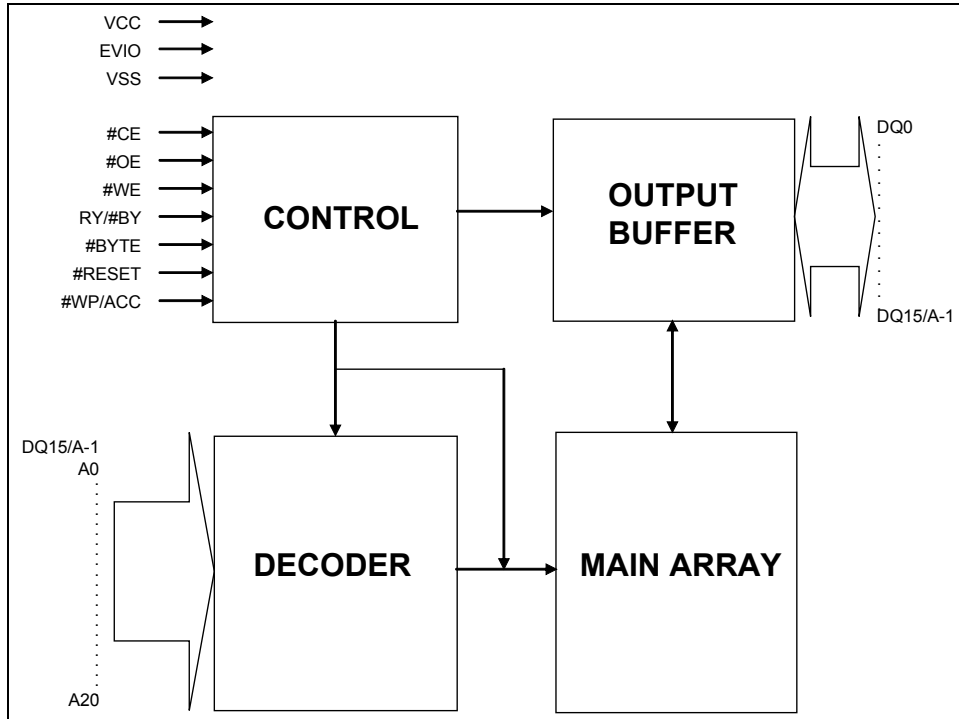 VCC
EVIO
VSS
#CE
#OE
#WE
RY/#BY
#BYTE
#RESET
#WP/ACC
CONTROL
OUTPUT
BUFFER
DQ0
DQ15/A-1
DQ15/A-1
A0
A20
DECODER
MAIN ARRAY